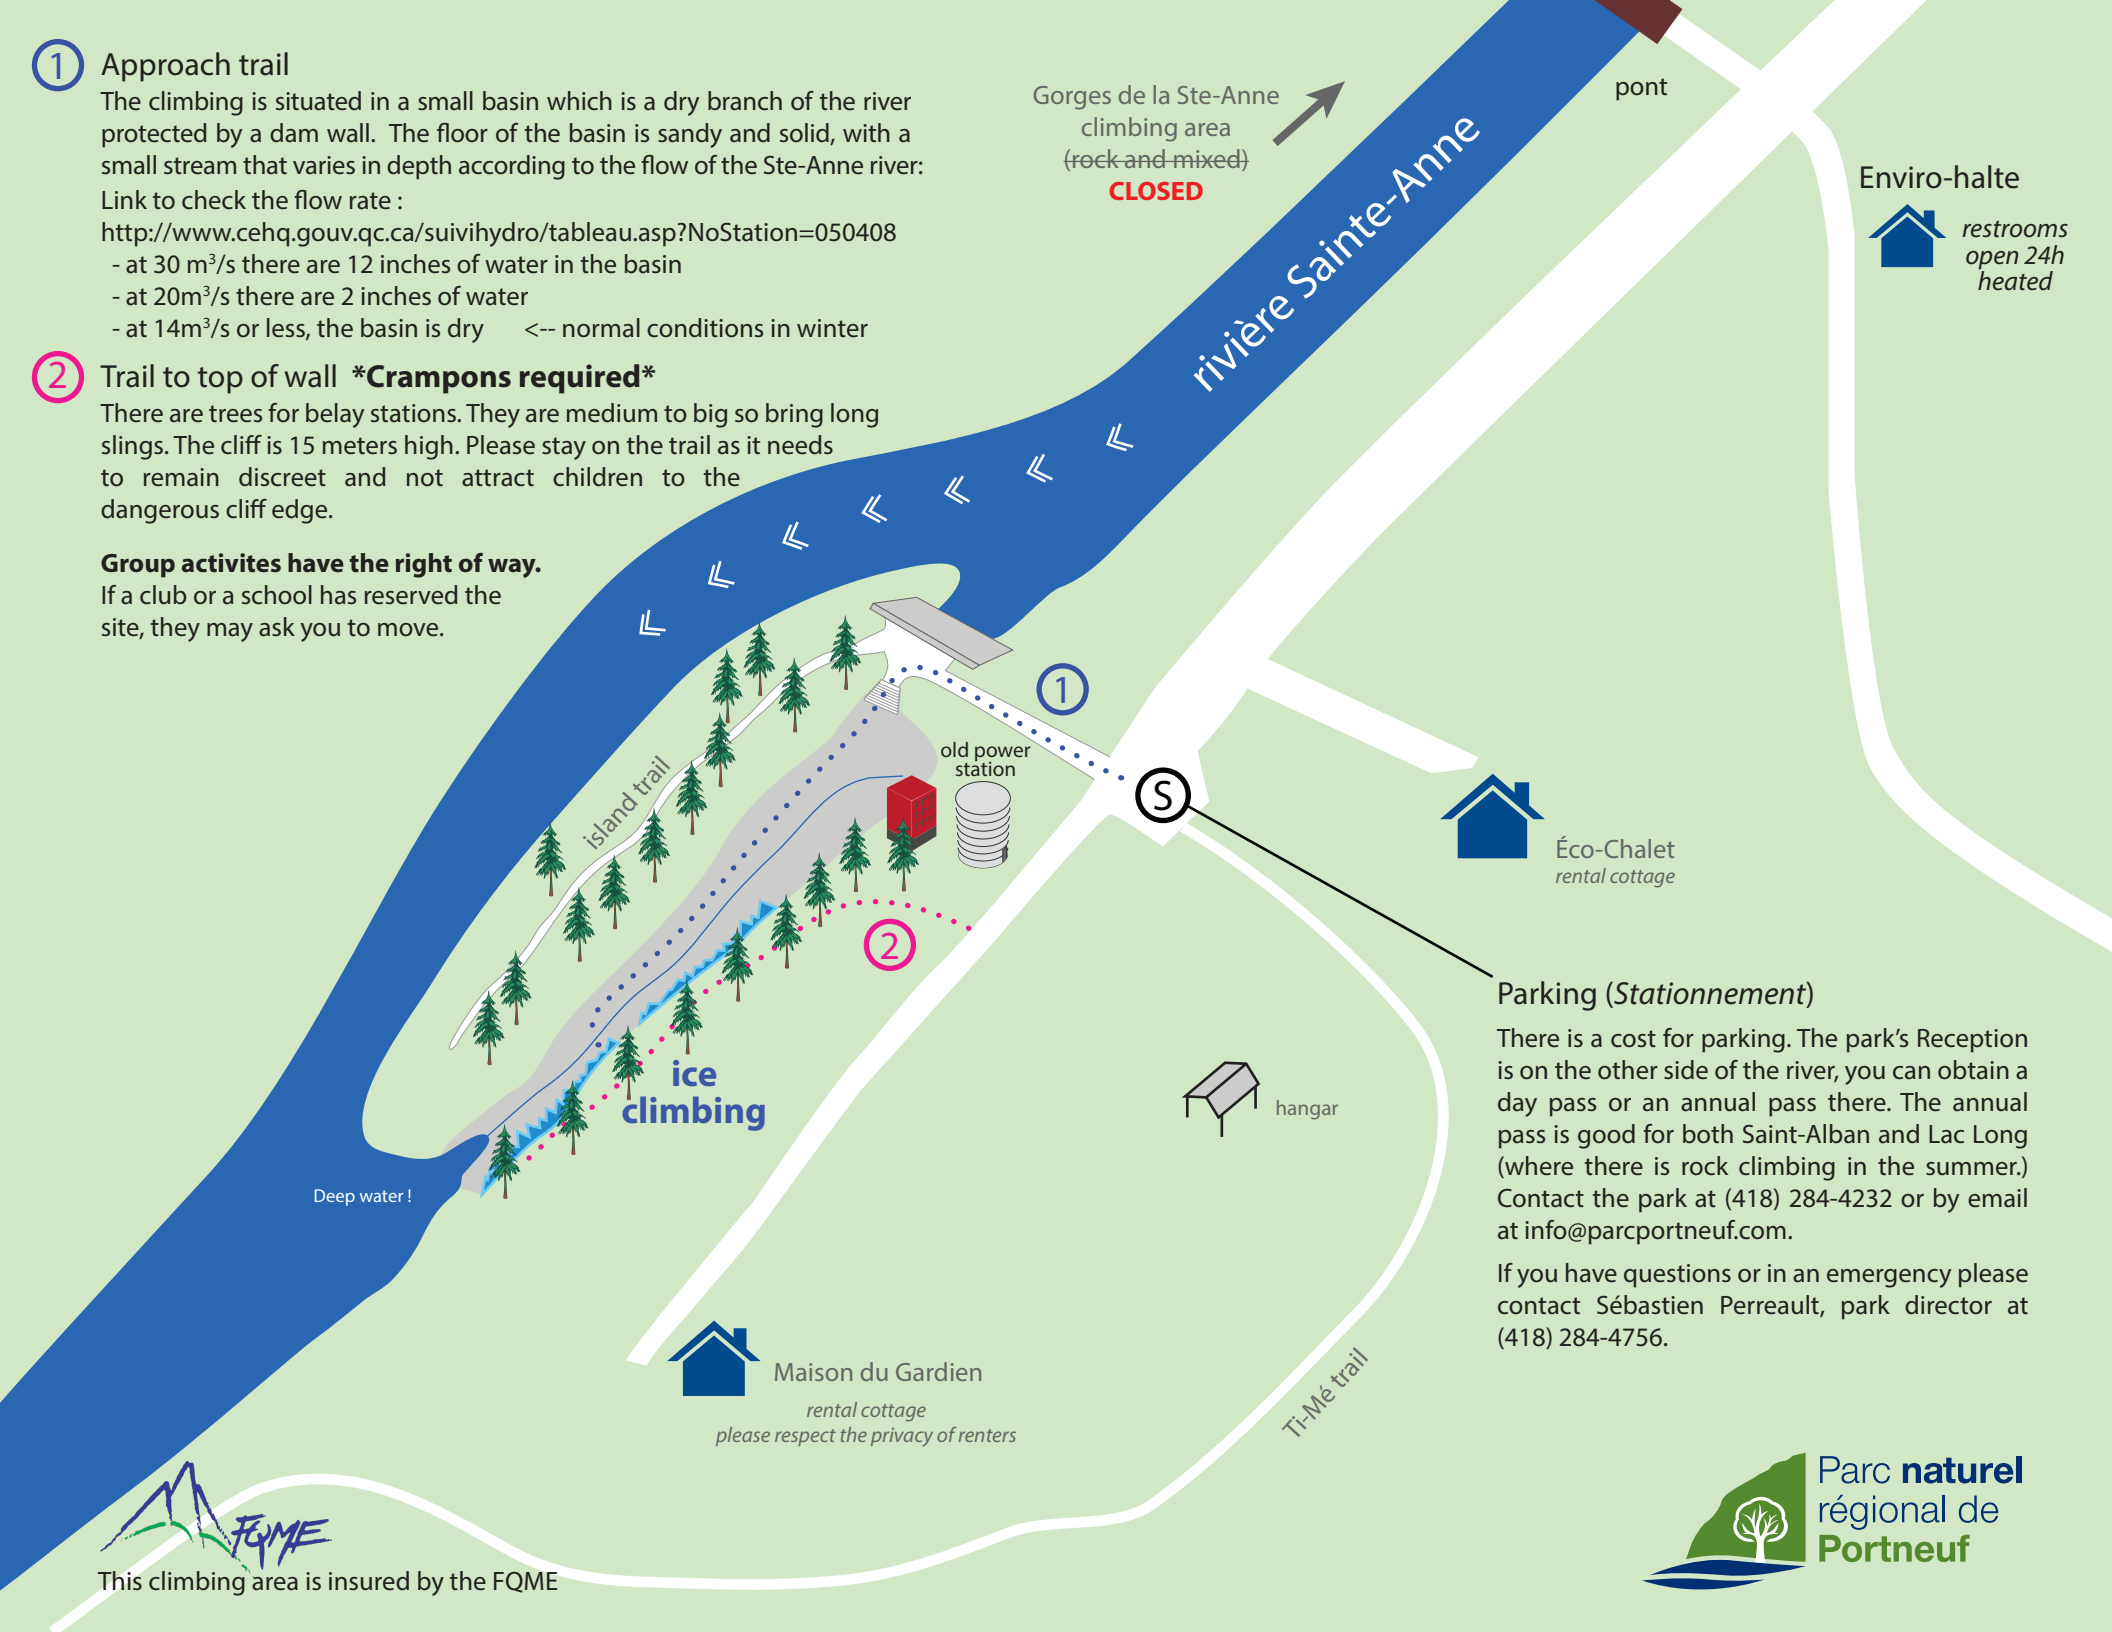 1 Approach trail
The climbing is situated in a small basin which is a dry branch of the river
protected by a dam wall. The floor of the basin is sandy and solid, with a
small stream that varies in depth according to the flow of the Ste-Anne river:
Link to check the flow rate :
http://www.cehq.gouv.qc.ca/suivihydro/tableau.asp?NoStation=050408
- at 30 m³/s there are 12 inches of water in the basin
- at 20m³/s there are 2 inches of water
- at 14m³/s or less, the basin is dry <-- normal conditions in winter
2 Trail to top of wall *Crampons required*
There are trees for belay stations. They are medium to big so bring long
slings. The cliff is 15 meters high. Please stay on the trail as it needs
to remain discreet and not attract children to the
dangerous cliff edge.
Group activites have the right of way.
If a club or a school has reserved the
site, they may ask you to move.
Gorges de la Ste-Anne
climbing area
(rock and mixed)
CLOSED
rivière Sainte-Anne
pont
Enviro-halte
restrooms
open 24h
heated
1
old power
station
island trail
S
2
ice
climbing
Deep water !
Éco-Chalet
rental cottage
hangar
Parking (Stationnement)
There is a cost for parking. The park's Reception
is on the other side of the river, you can obtain a
day pass or an annual pass there. The annual
pass is good for both Saint-Alban and Lac Long
(where there is rock climbing in the summer.)
Contact the park at (418) 284-4232 or by email
at info@parcportneuf.com.
If you have questions or in an emergency please
contact Sébastien Perreault, park director at
(418) 284-4756.
Maison du Gardien
rental cottage
please respect the privacy of renters
Ti-Mé trail
FQME
This climbing area is insured by the FQME
Parc naturel
régional de
Portneuf